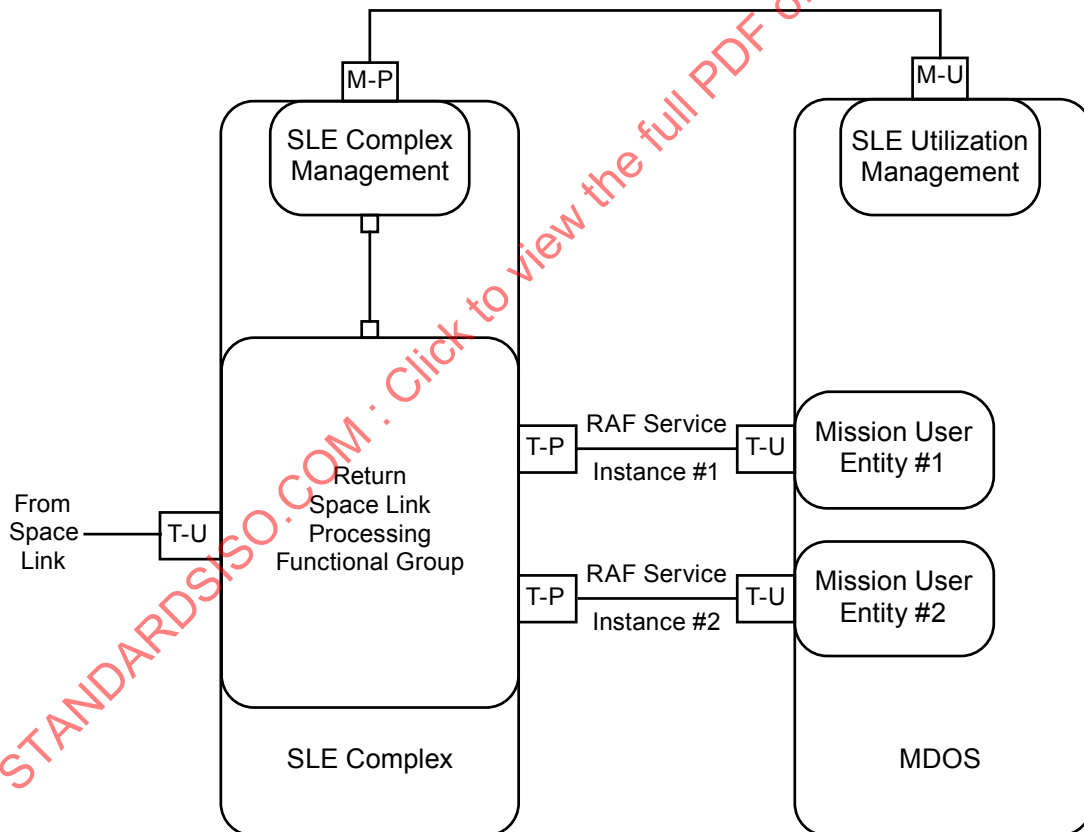 M-P
M-U
SLE Complex
Management
SLE Utilization
Management
RAF Service
T-P
T-U
Instance #1
Mission User
Entity #1
Return
Space Link
Processing
Functional Group
From
Space
Link
T-U
RAF Service
T-P
T-U
Instance #2
Mission User
Entity #2
SLE Complex
MDOS
STANDARDSISO.COM : Click to view the full PDF